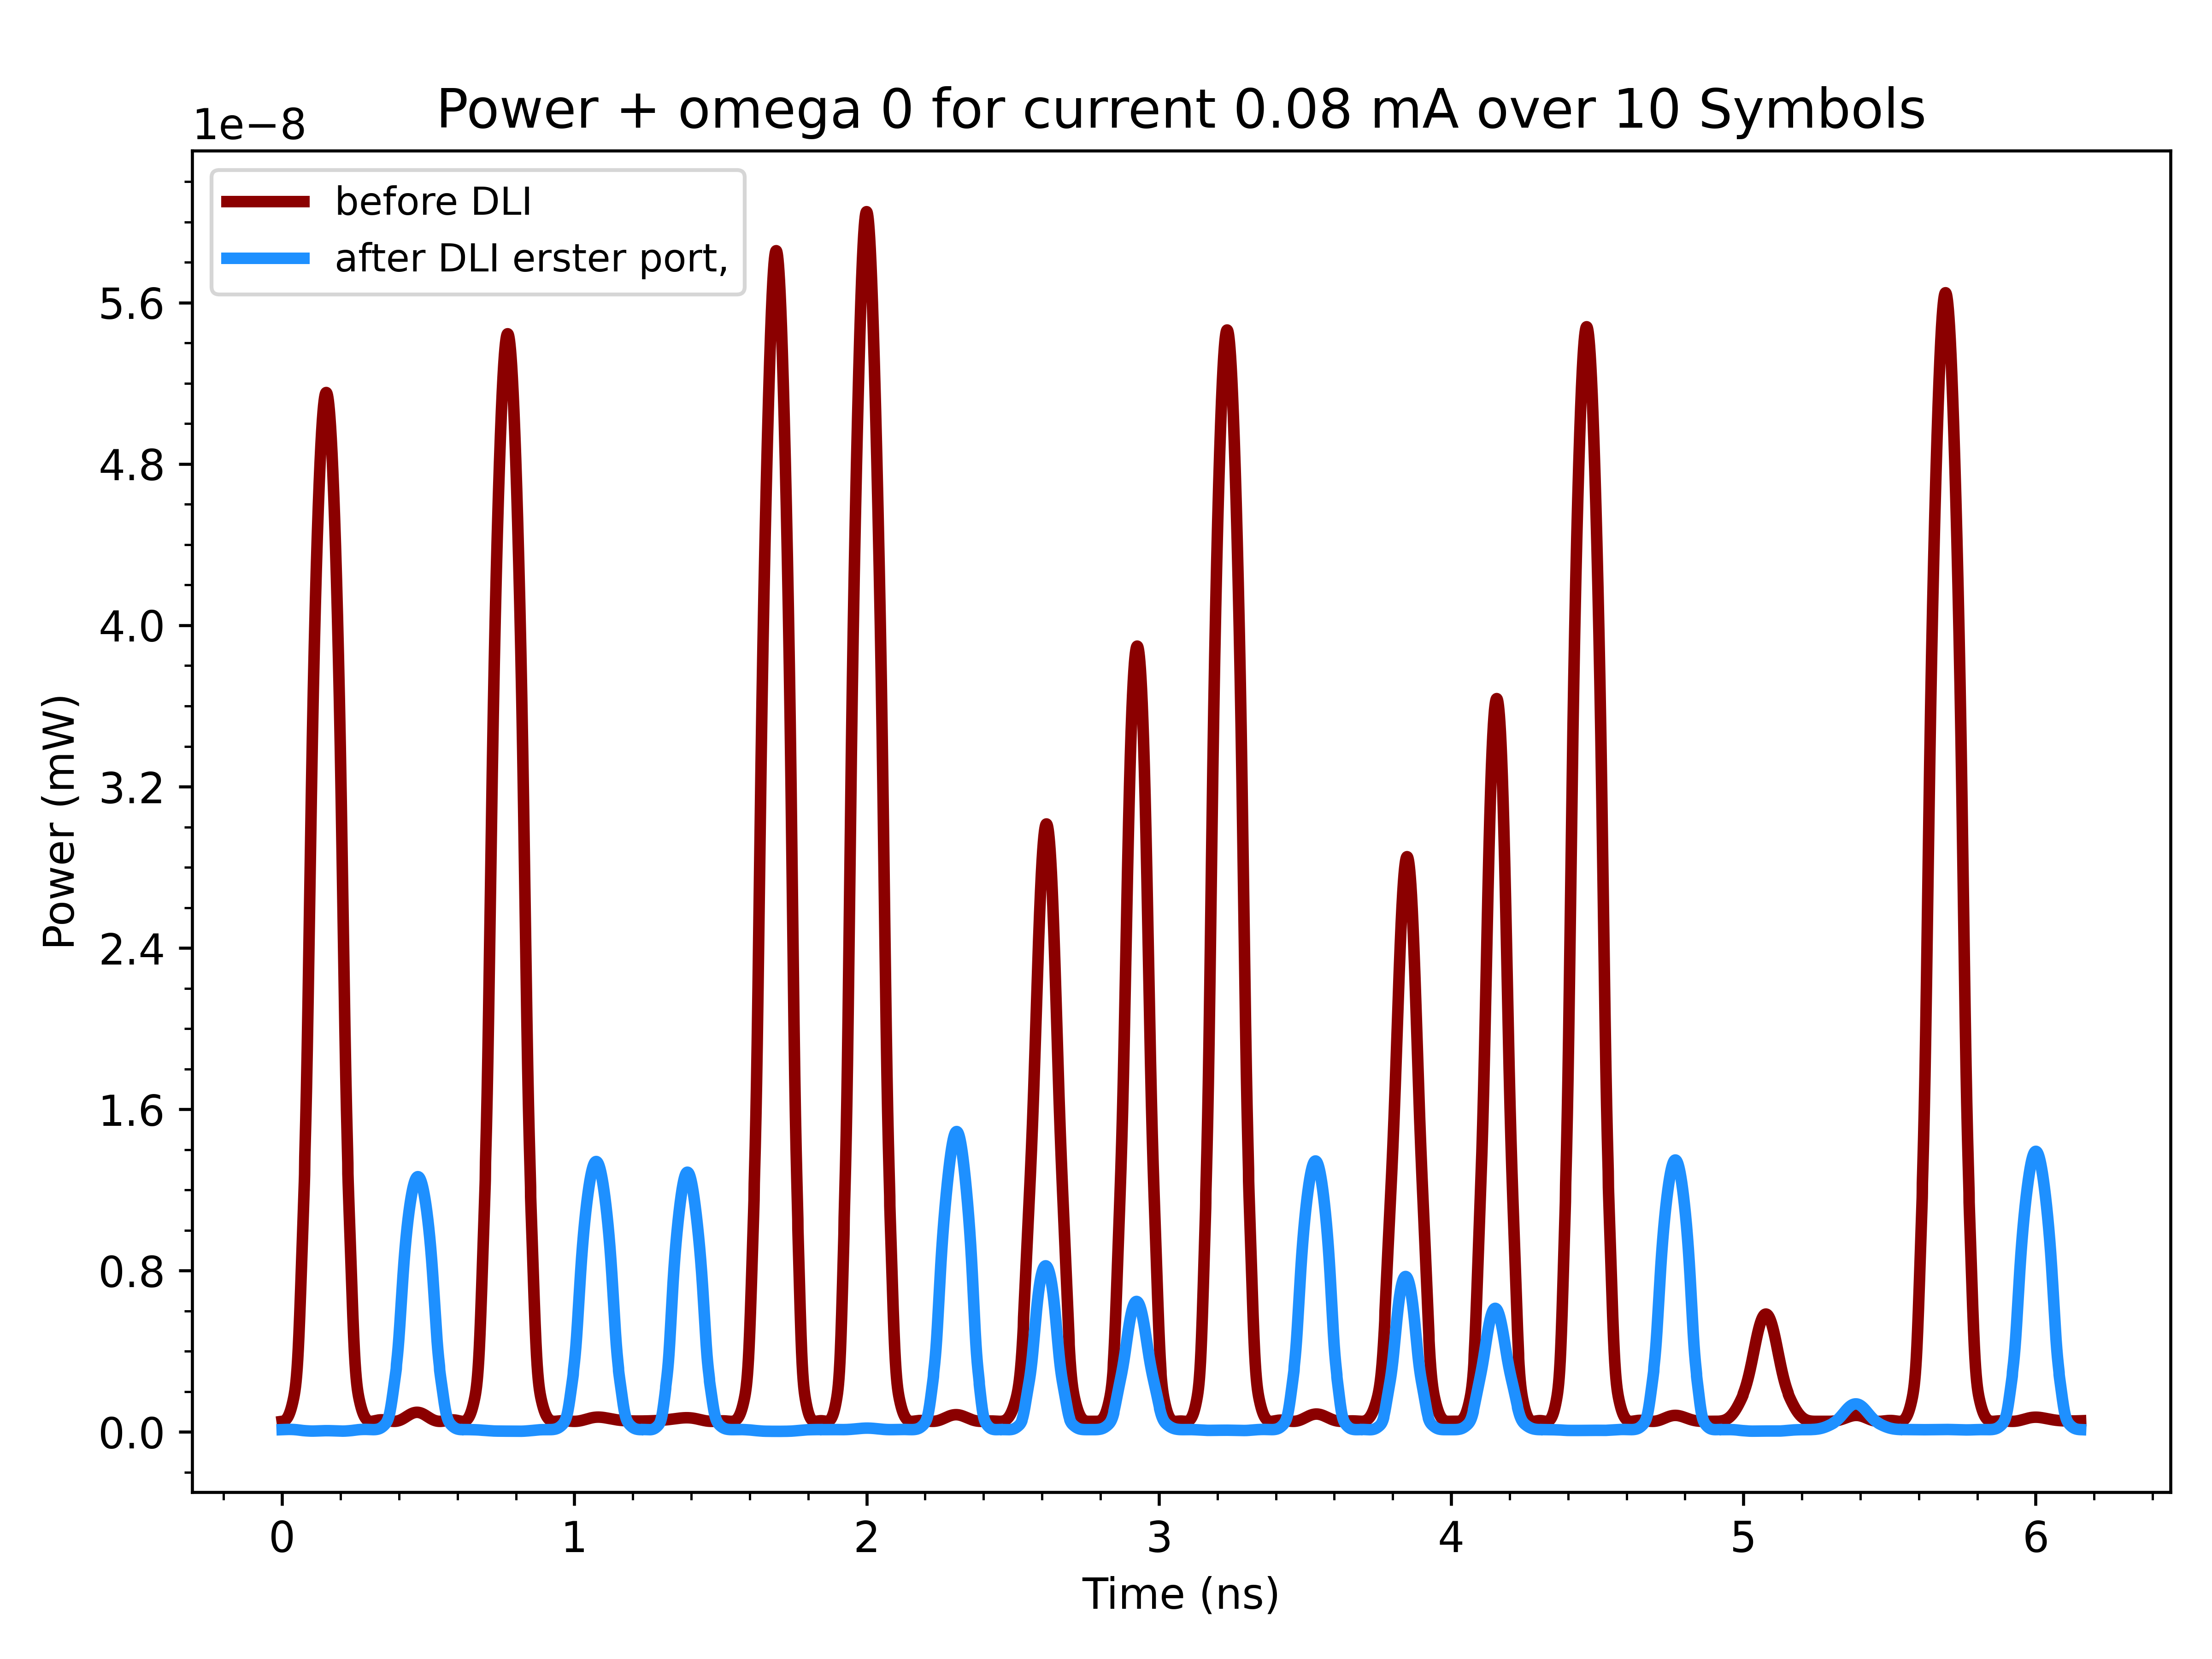 Power + omega 0 for current 0.08 mA over 10 Symbols
1e−8
before DLI
after DLI erster port,
5.6
4.8
4.0
3.2
2.4
1.6
0.8
0.0
Power (mW)
0 1 2 3 4 5 6
Time (ns)